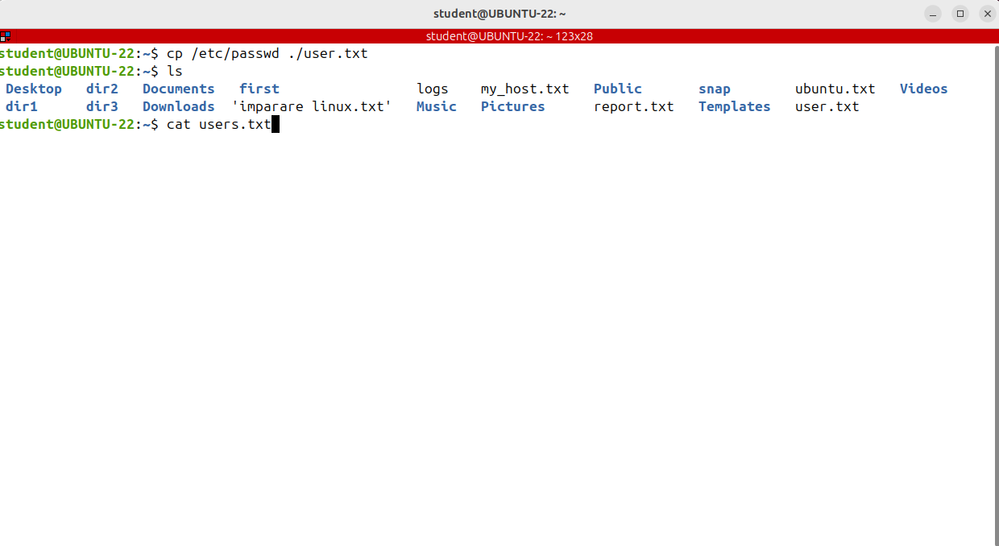 student@UBUNTU-22: ~
student@UBUNTU-22: ~ 123x28
student@UBUNTU-22:~$ cp /etc/passwd ./user.txt
student@UBUNTU-22:~$ ls
Desktop dir2 Documents first logs my_host.txt Public snap ubuntu.txt Videos
dir1 dir3 Downloads 'imparare linux.txt' Music Pictures report.txt Templates user.txt
student@UBUNTU-22:~$ cat users.txt